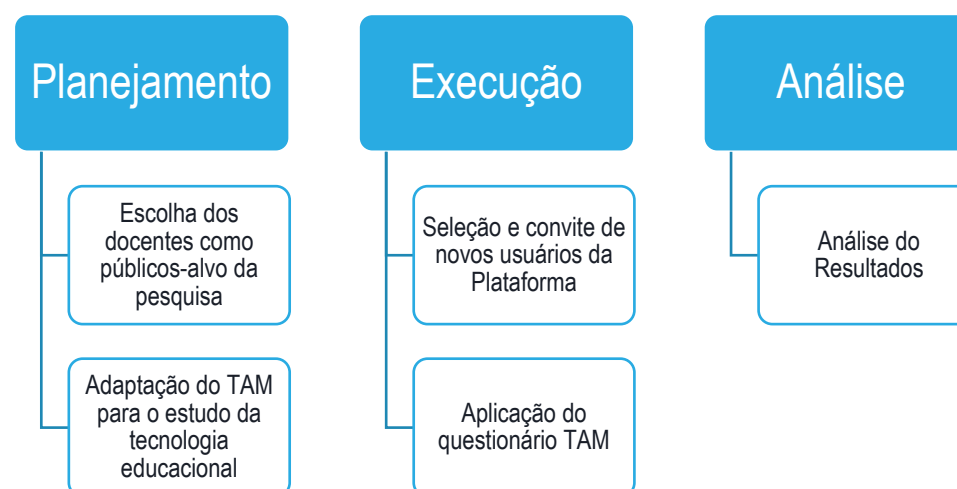 Planejamento
Escolha dos
docentes como
públicos-alvo da
pesquisa
Adaptação do TAM
para o estudo da
tecnologia
educacional
Execução
Seleção e convite de
novos usuários da
Plataforma
Aplicação do
questionário TAM
Análise
Análise do
Resultados